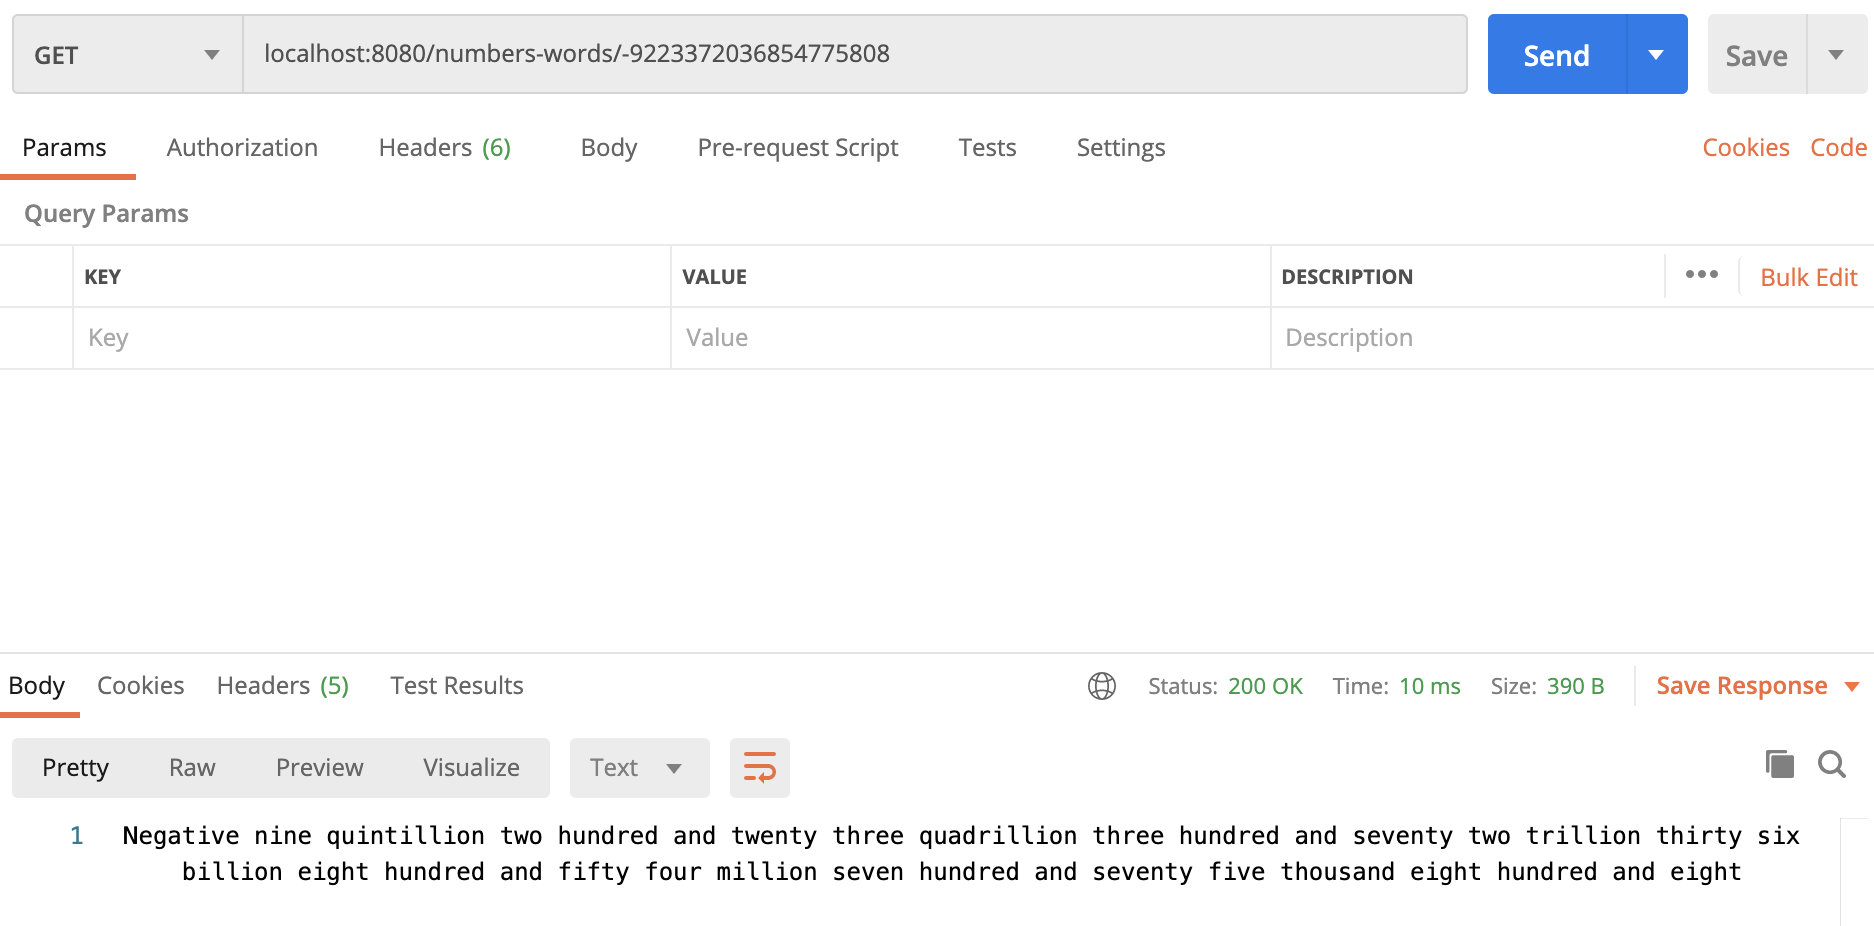 GET localhost:8080/numbers-words/-9223372036854775808 Send Save
Params Authorization Headers (6) Body Pre-request Script Tests Settings Cookies Code
Query Params
KEY VALUE DESCRIPTION ••• Bulk Edit
Key Value Description
Body Cookies Headers (5) Test Results Status: 200 OK Time: 10 ms Size: 390 B Save Response
Pretty Raw Preview Visualize Text
1 Negative nine quintillion two hundred and twenty three quadrillion three hundred and seventy two trillion thirty six
billion eight hundred and fifty four million seven hundred and seventy five thousand eight hundred and eight